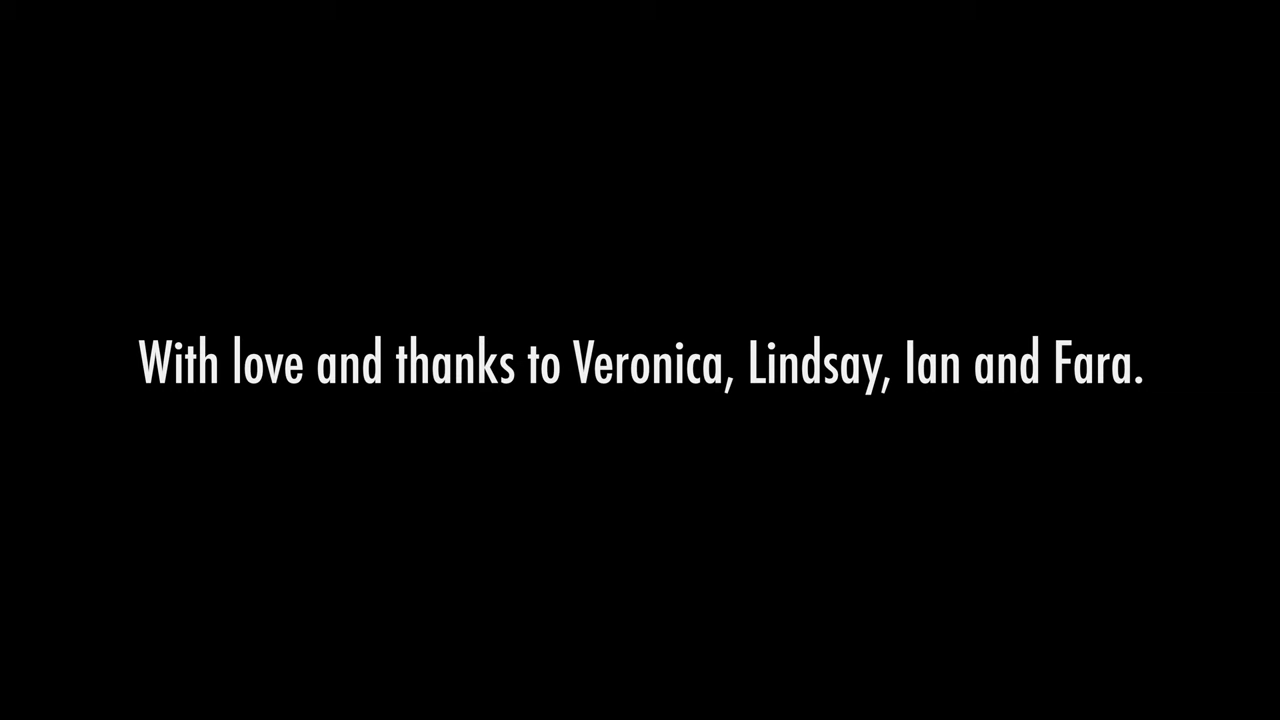 With love and thanks to Veronica, Lindsay, Ian and Fara.